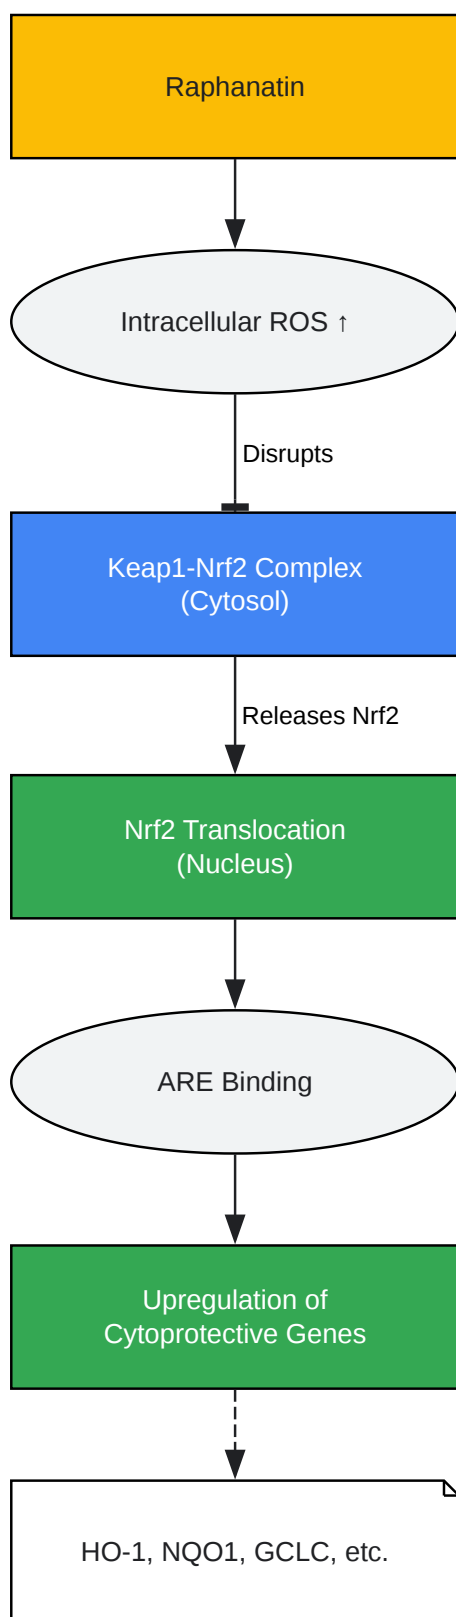 Raphanatin
Intracellular ROS ↑
Disrupts
Keap1-Nrf2 Complex
(Cytosol)
Releases Nrf2
Nrf2 Translocation
(Nucleus)
ARE Binding
Upregulation of
Cytoprotective Genes
HO-1, NQO1, GCLC, etc.